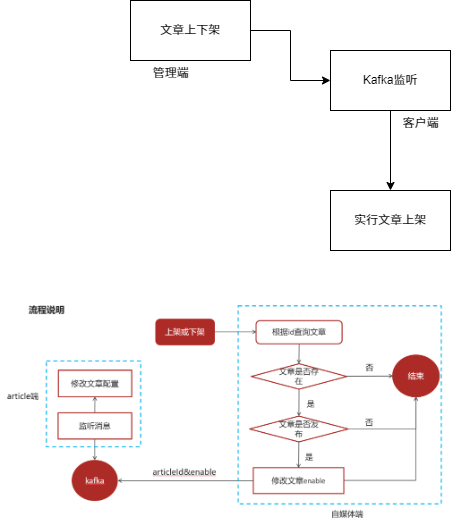 文章上下架
管理端
Kafka监听
客户端
实行文章上架
流程说明
上架或下架
根据id查询文章
文章是否存
在
否
结束
是
修改文章配置
article端
监听消息
文章是否发
布
否
是
kafka
articleId&enable
修改文章enable
自媒体端